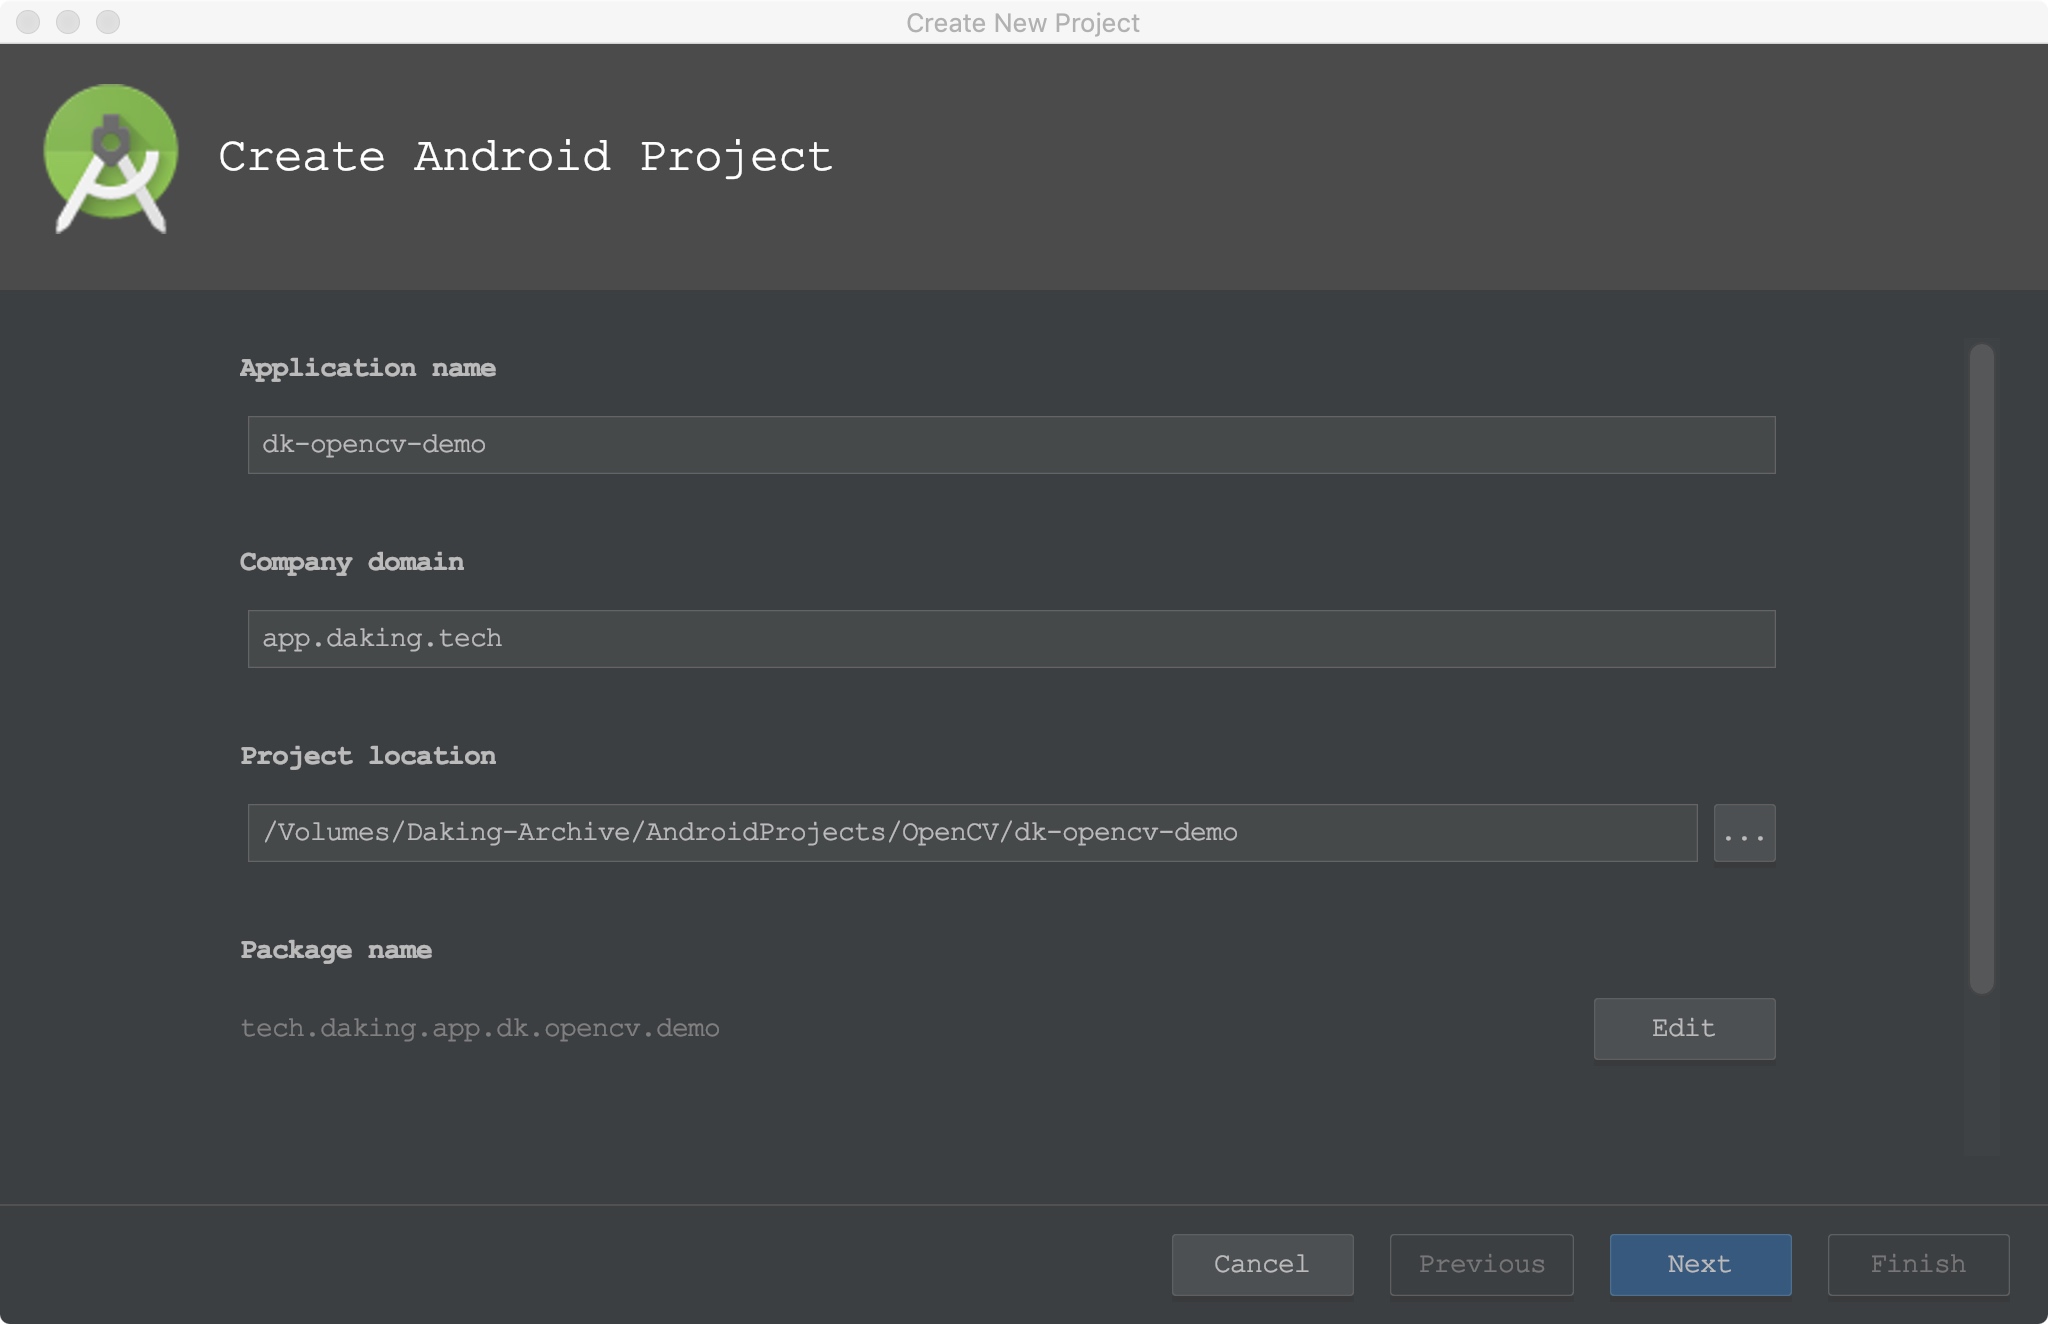 Create New Project
Create Android Project
Application name
dk-opencv-demo
Company domain
app.daking.tech
Project location
/Volumes/Daking-Archive/AndroidProjects/OpenCV/dk-opencv-demo
...
Package name
tech.daking.app.dk.opencv.demo
Edit
Cancel Previous Next Finish